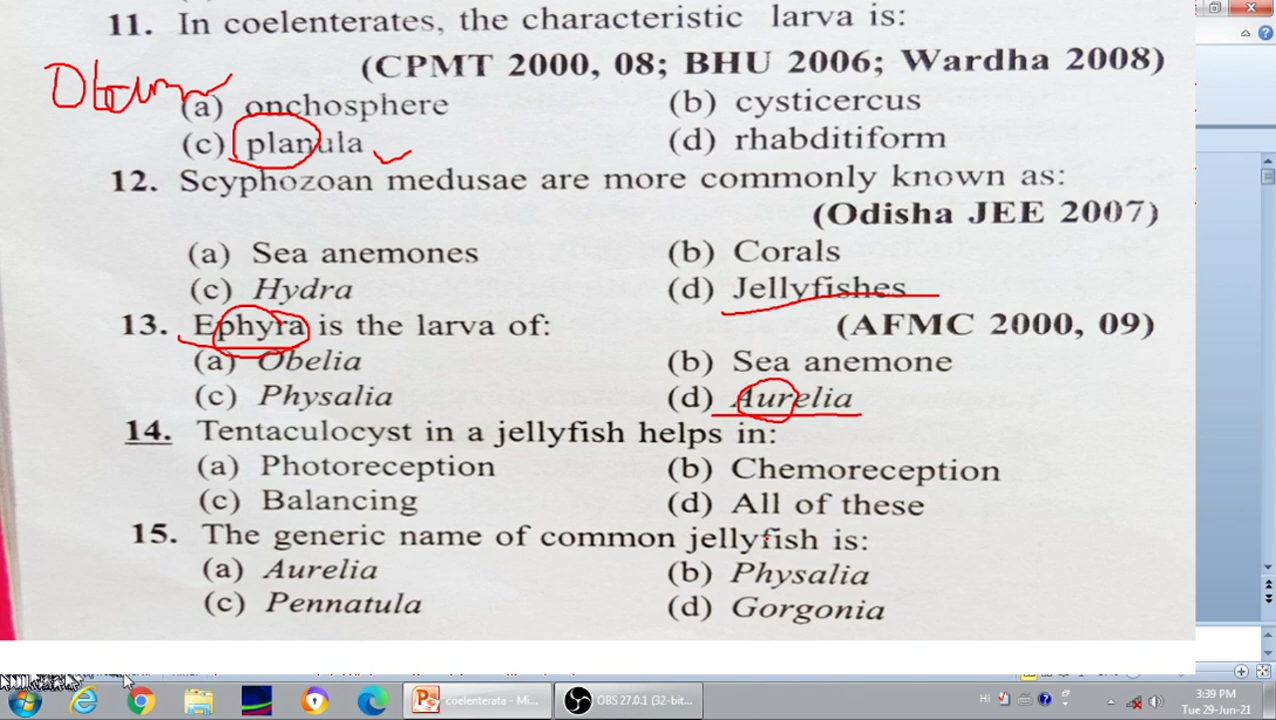 11. In coelenterates, the characteristic larva is:
(CPMT 2000, 08; BHU 2006; Wardha 2008)
(a) onchosphere (b) cysticercus
(c) planula (d) rhabditiform
12. Scyphozoan medusae are more commonly known as:
(Odisha JEE 2007)
(a) Sea anemones (b) Corals
(c) Hydra (d) Jellyfishes
13. Ephyra is the larva of: (AFMC 2000, 09)
(a) Obelia (b) Sea anemone
(c) Physalia (d) Aurelia
14. Tentaculocyst in a jellyfish helps in:
(a) Photoreception (b) Chemoreception
(c) Balancing (d) All of these
15. The generic name of common jellyfish is:
(a) Aurelia (b) Physalia
(c) Pennatula (d) Gorgonia
coelenterata - Mi... OBS 27.0.1 (32-bit... HI 3:39 PM
Tue 29-Jun-21